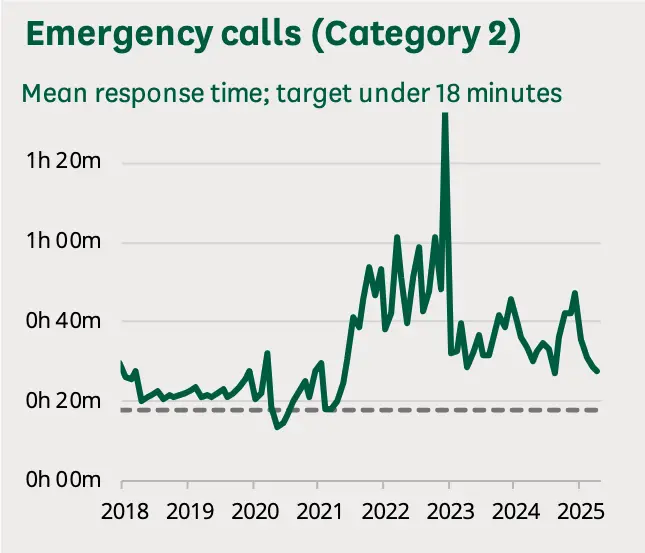 Emergency calls (Category 2)
Mean response time; target under 18 minutes
1h 20m
1h 00m
0h 40m
0h 20m
0h 00m
2018 2019 2020 2021 2022 2023 2024 2025